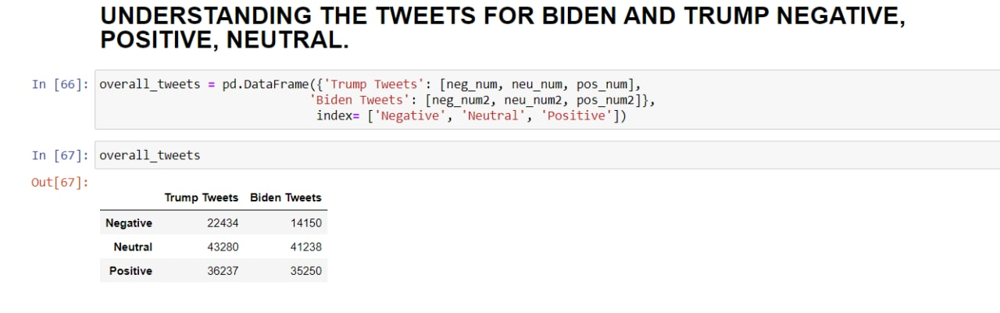 UNDERSTANDING THE TWEETS FOR BIDEN AND TRUMP NEGATIVE,
POSITIVE, NEUTRAL.
In [66]: overall_tweets = pd.DataFrame({'Trump Tweets': [neg_num, neu_num, pos_num],
'Biden Tweets': [neg_num2, neu_num2, pos_num2]},
index= ['Negative', 'Neutral', 'Positive'])
In [67]: overall_tweets
Out[67]:
Trump Tweets Biden Tweets
Negative 22434 14150
Neutral 43280 41238
Positive 36237 35250